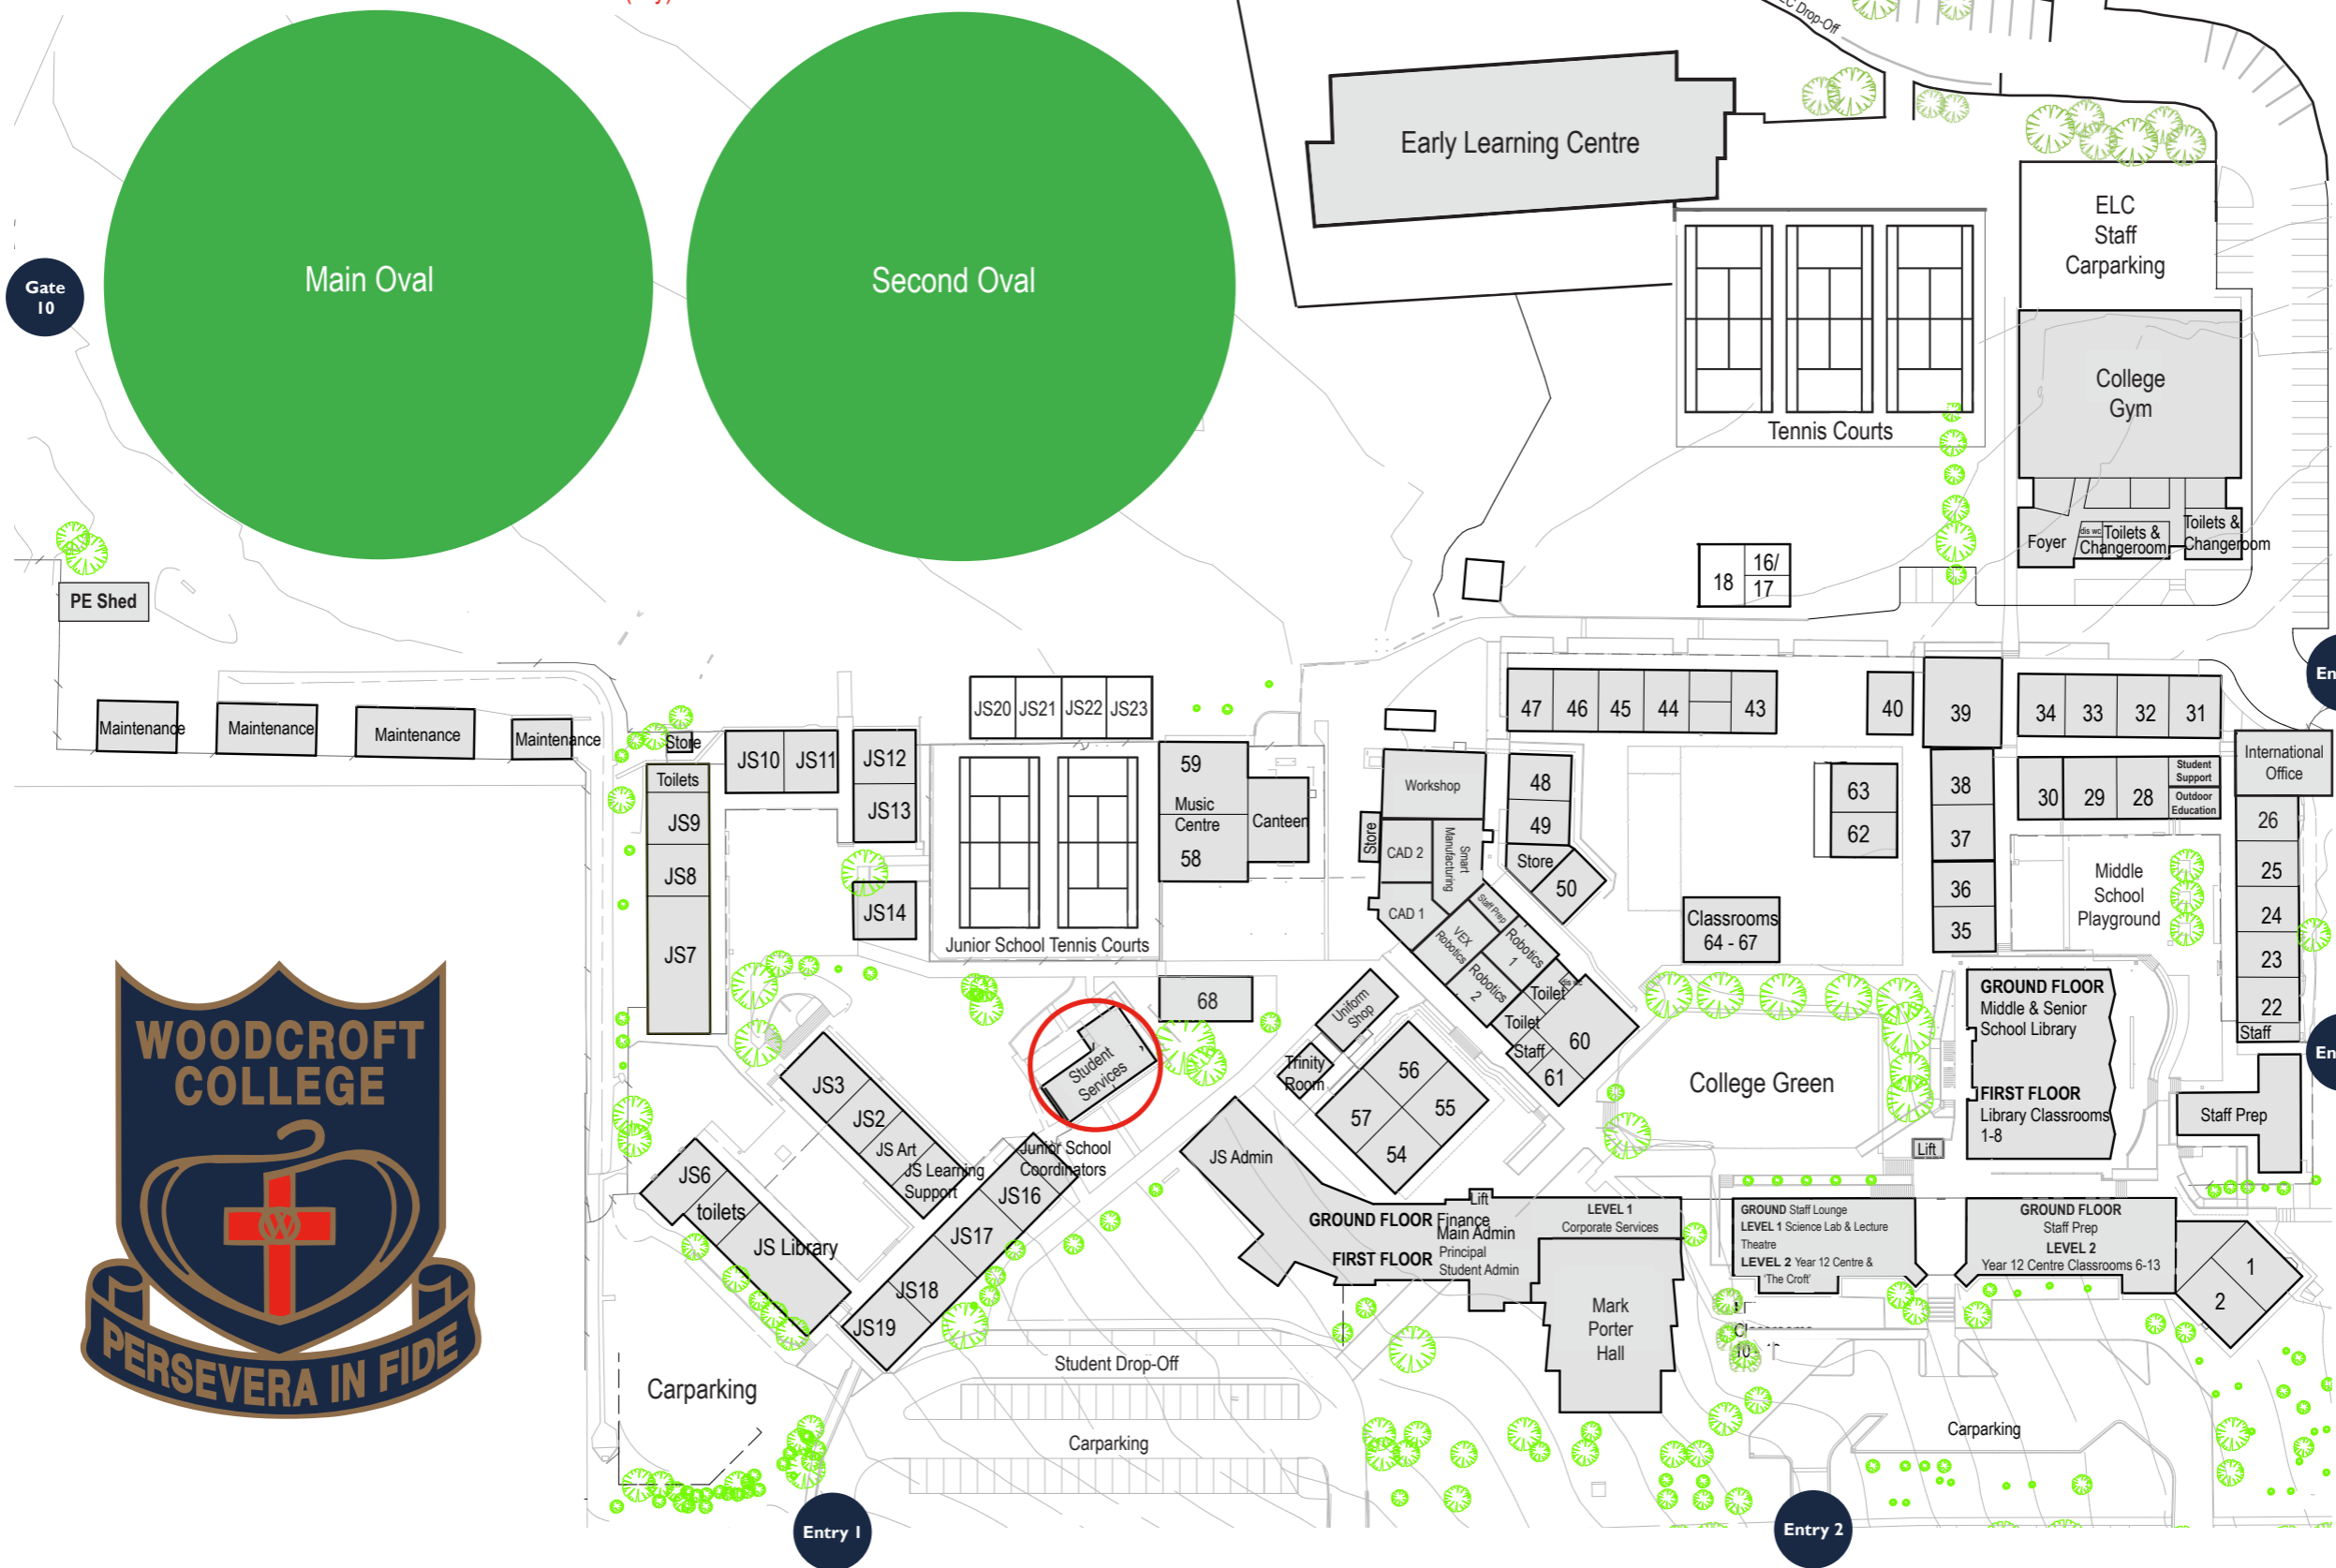 Drop-Off
Early Learning Centre
ELC
Staff
Carparking
Main Oval
Second Oval
Gate
10
College
Gym
Tennis Courts
Foyer
dis wc
Toilets &
Changeroom
Toilets &
Changeroom
18
16/
17
PE Shed
Maintenance
Maintenance
Maintenance
Maintenance
Store
JS10
JS11
JS12
JS13
JS14
JS20
JS21
JS22
JS23
Toilets
JS9
JS8
JS7
59
Music
Centre
58
Canteen
Junior School Tennis Courts
47
46
45
44
43
40
39
34
33
32
31
International
Office
Workshop
Store
CAD 2
CAD 1
Smart
Manufacturing
48
49
Store
50
Staff Prep
VEX
Robotics
Robotics
1
Robotics
2
Toilet
Toilet
Staff
60
61
63
62
Classrooms
64 - 67
38
37
36
35
30
29
28
Student
Support
Outdoor
Education
26
25
24
23
22
Staff
Middle
School
Playground
68
Student
Services
Uniform
Shop
Trinity
Room
56
55
57
54
College Green
GROUND FLOOR
Middle & Senior
School Library
FIRST FLOOR
Library Classrooms
1-8
Lift
Staff Prep
WOODCROFT
COLLEGE
W
PERSEVERA IN FIDE
JS3
JS2
JS Art
JS Learning
Support
JS6
toilets
JS Library
Junior School
Coordinators
JS16
JS17
JS18
JS19
JS Admin
Lift
GROUND FLOOR Finance
Main Admin
FIRST FLOOR Principal
Student Admin
LEVEL 1
Corporate Services
Mark
Porter
Hall
GROUND Staff Lounge
LEVEL 1 Science Lab & Lecture
Theatre
LEVEL 2 Year 12 Centre &
'The Croft'
GROUND FLOOR
Staff Prep
LEVEL 2
Year 12 Centre Classrooms 6-13
1
2
Student Drop-Off
Carparking
Carparking
Carparking
Entry 1
Entry 2